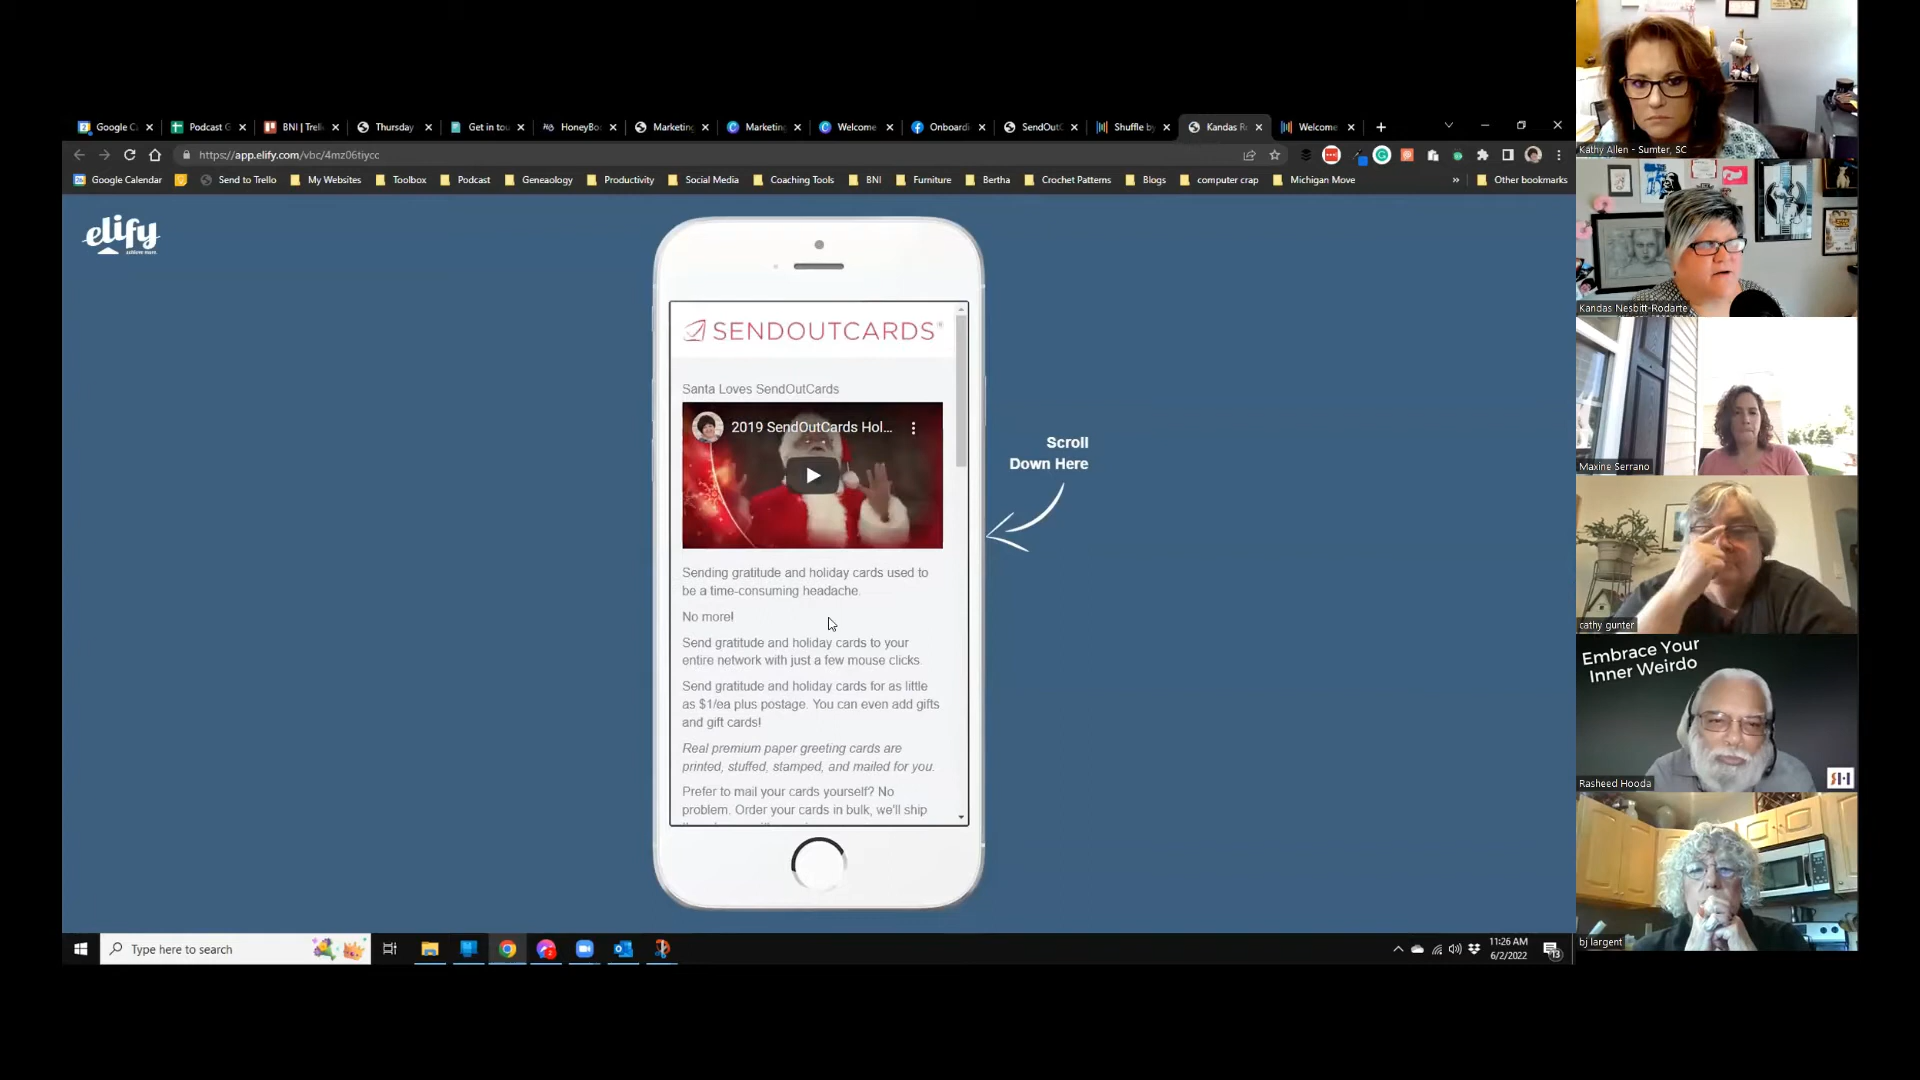 Google C
Podcast G
BNI | Trell
Thursday
Get in tou
HoneyBo
Marketing
Marketing
Welcome
Onboardi
SendOutC
Shuffle by
Kandas R
Welcome
https://app.elify.com/vbc/4mz06tiycc
Google Calendar
Send to Trello
My Websites
Toolbox
Podcast
Geneaology
Productivity
Social Media
Coaching Tools
BNI
Furniture
Bertha
Crochet Patterns
Blogs
computer crap
Michigan Move
»
Other bookmarks
elify
SENDOUTCARDS®
Santa Loves SendOutCards
2019 SendOutCards Hol...
Sending gratitude and holiday cards used to
be a time-consuming headache.
No more!
Send gratitude and holiday cards to your
entire network with just a few mouse clicks.
Send gratitude and holiday cards for as little
as $1/ea plus postage. You can even add gifts
and gift cards!
Real premium paper greeting cards are
printed, stuffed, stamped, and mailed for you.
Prefer to mail your cards yourself? No
problem. Order your cards in bulk, we'll ship
Scroll
Down Here
Type here to search
11:26 AM
6/2/2022
13
Kathy Allen - Sumter, SC
Kandas Nesbitt-Rodarte
Maxine Serrano
cathy gunter
Embrace Your
Inner Weirdo
Rasheed Hooda
bj largent